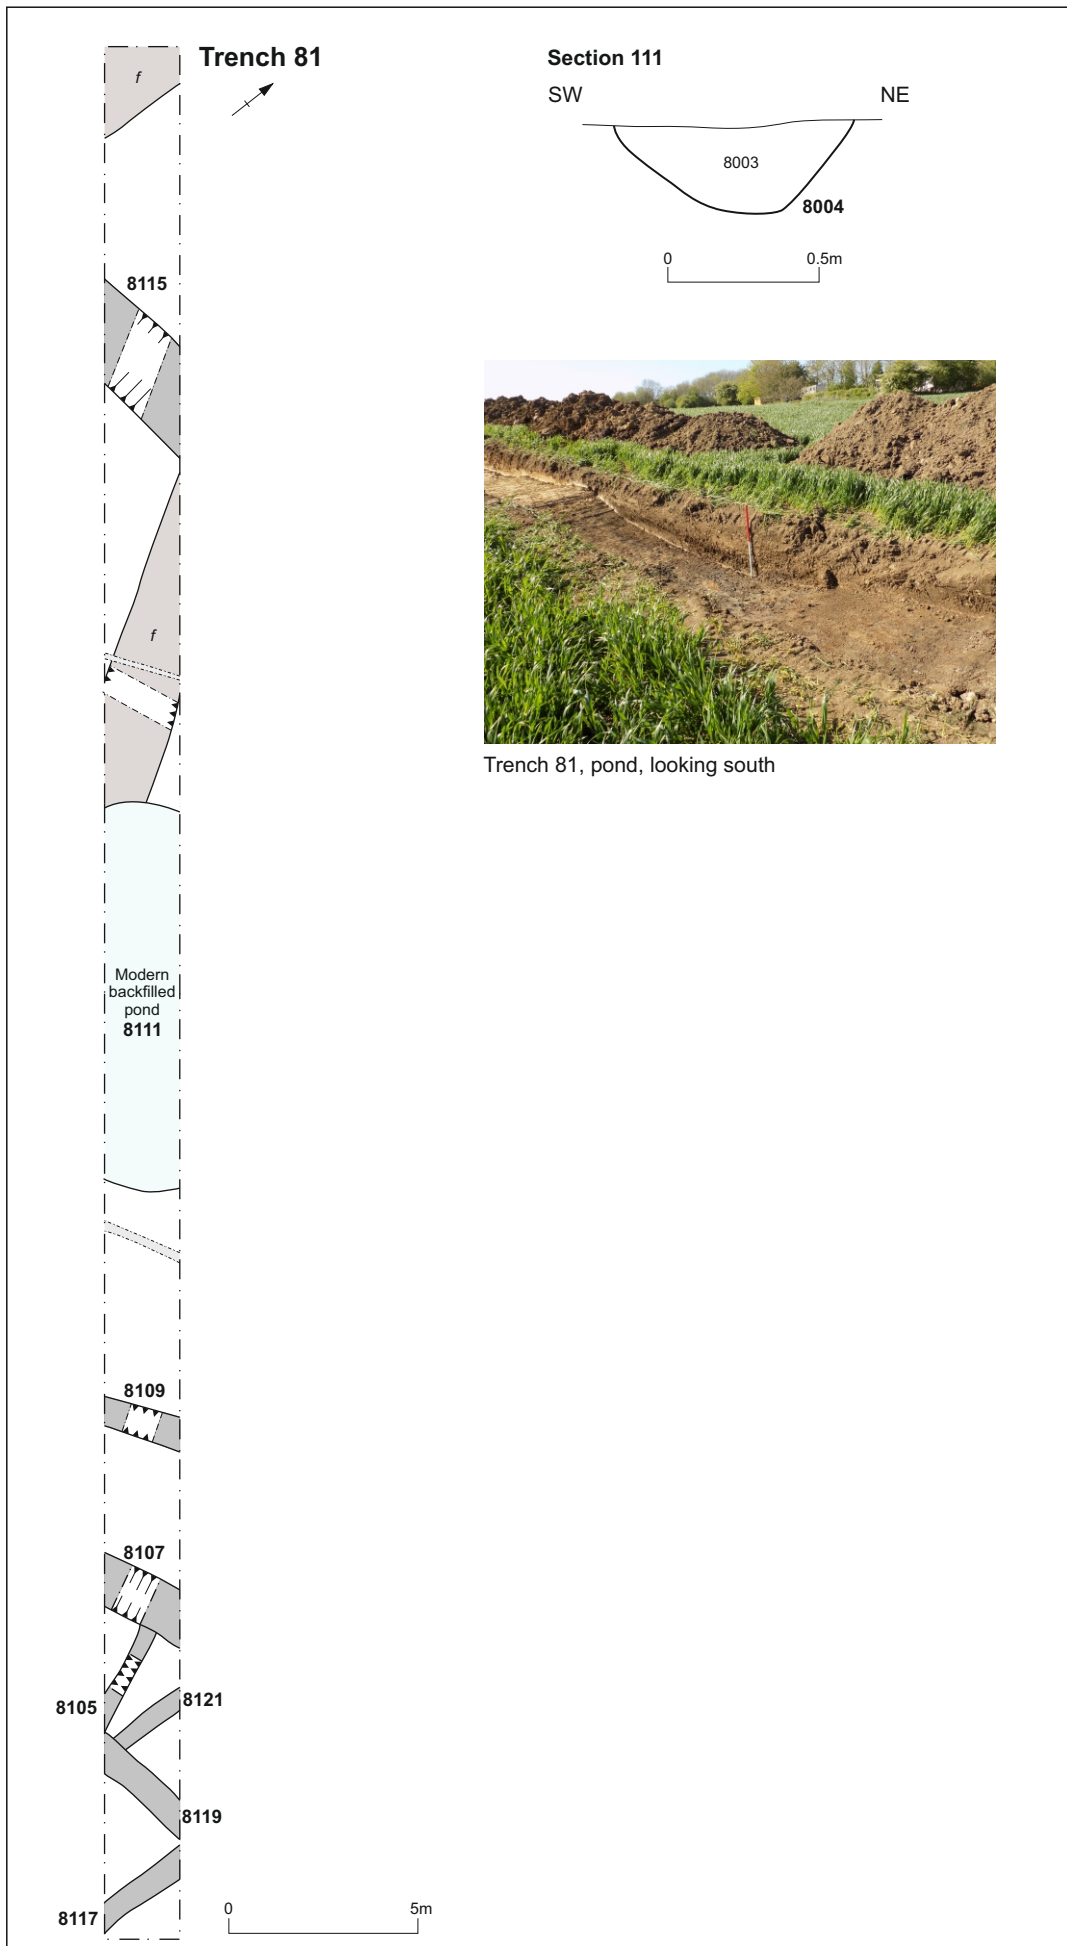 Trench 81
f
8115
f
Modern
backfilled
pond
8111
8109
8107
8105
8121
8119
8117
0 5m
Section 111
SW NE
8003
8004
0 0.5m
Trench 81, pond, looking south